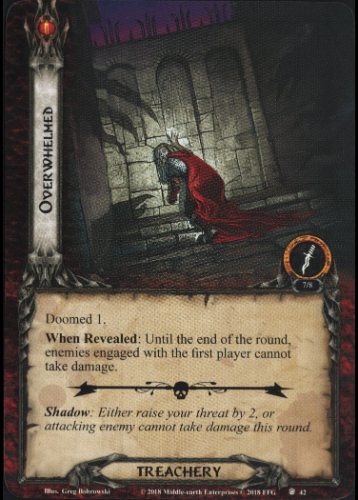 OVERWHELMED
7/8
Doomed 1.
When Revealed: Until the end of the round,
enemies engaged with the first player cannot
take damage.
Shadow: Either raise your threat by 2, or
attacking enemy cannot take damage this round.
TREACHERY
Illus. Greg Bobrowski
© 2018 Middle-earth Enterprises © 2018 FFG
42